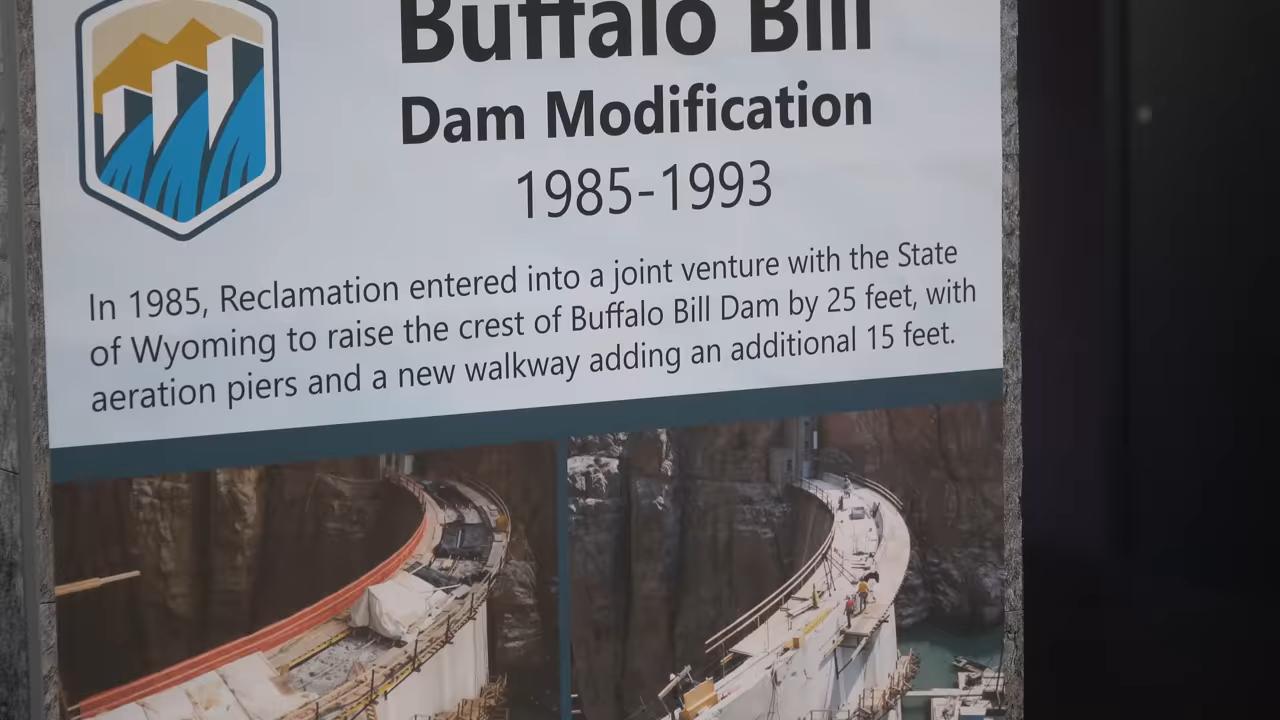 Buffalo Bill
Dam Modification
1985-1993
In 1985, Reclamation entered into a joint venture with the State
of Wyoming to raise the crest of Buffalo Bill Dam by 25 feet, with
aeration piers and a new walkway adding an additional 15 feet.